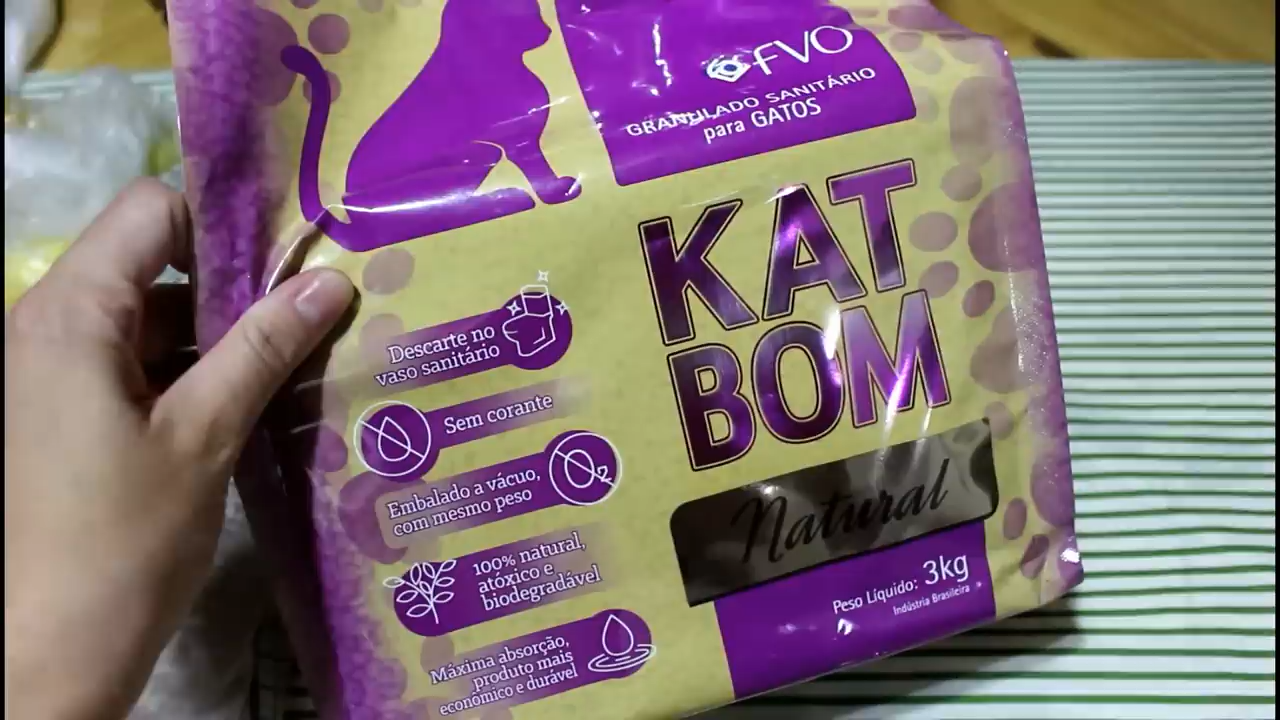 FVO
GRANULADO SANITÁRIO
para GATOS
KAT
BOM
Natural
Peso Líquido: 3kg
Indústria Brasileira
Descarte no
vaso sanitário
Sem corante
Embalado a vácuo,
com mesmo peso
O2
100% natural,
atóxico e
biodegradável
Máxima absorção,
produto mais
econômico e durável